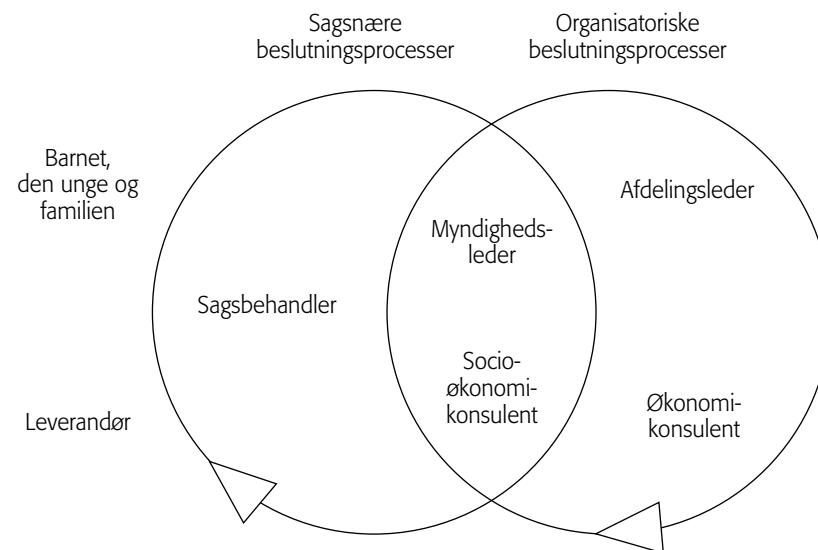 Sagsnære
beslutningsprocesser
Organisatoriske
beslutningsprocesser
Barnet,
den unge og
familien
Afdelingsleder
Myndigheds-
leder
Sagsbehandler
Socio-
økonomi-
konsulent
Økonomi-
konsulent
Leverandør